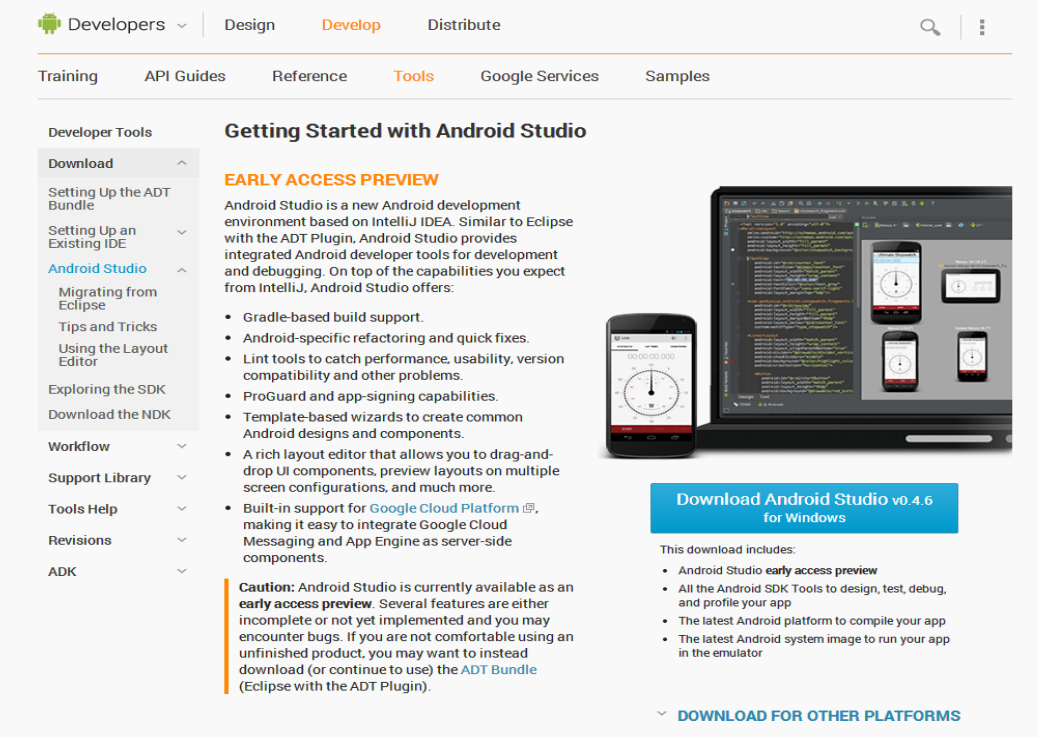 Developers
Design
Develop
Distribute
Training
API Guides
Reference
Tools
Google Services
Samples
Developer Tools
Download
Setting Up the ADT
Bundle
Setting Up an
Existing IDE
Android Studio
Migrating from
Eclipse
Tips and Tricks
Using the Layout
Editor
Exploring the SDK
Download the NDK
Workflow
Support Library
Tools Help
Revisions
ADK
Getting Started with Android Studio
EARLY ACCESS PREVIEW
Android Studio is a new Android development
environment based on IntelliJ IDEA. Similar to Eclipse
with the ADT Plugin, Android Studio provides
integrated Android developer tools for development
and debugging. On top of the capabilities you expect
from IntelliJ, Android Studio offers:
• Gradle-based build support.
• Android-specific refactoring and quick fixes.
• Lint tools to catch performance, usability, version
compatibility and other problems.
• ProGuard and app-signing capabilities.
• Template-based wizards to create common
Android designs and components.
• A rich layout editor that allows you to drag-and-
drop UI components, preview layouts on multiple
screen configurations, and much more.
• Built-in support for Google Cloud Platform,
making it easy to integrate Google Cloud
Messaging and App Engine as server-side
components.
Caution: Android Studio is currently available as an
early access preview. Several features are either
incomplete or not yet implemented and you may
encounter bugs. If you are not comfortable using an
unfinished product, you may want to instead
download (or continue to use) the ADT Bundle
(Eclipse with the ADT Plugin).
Download Android Studio v0.4.6
for Windows
This download includes:
• Android Studio early access preview
• All the Android SDK Tools to design, test, debug,
and profile your app
• The latest Android platform to compile your app
• The latest Android system image to run your app
in the emulator
DOWNLOAD FOR OTHER PLATFORMS